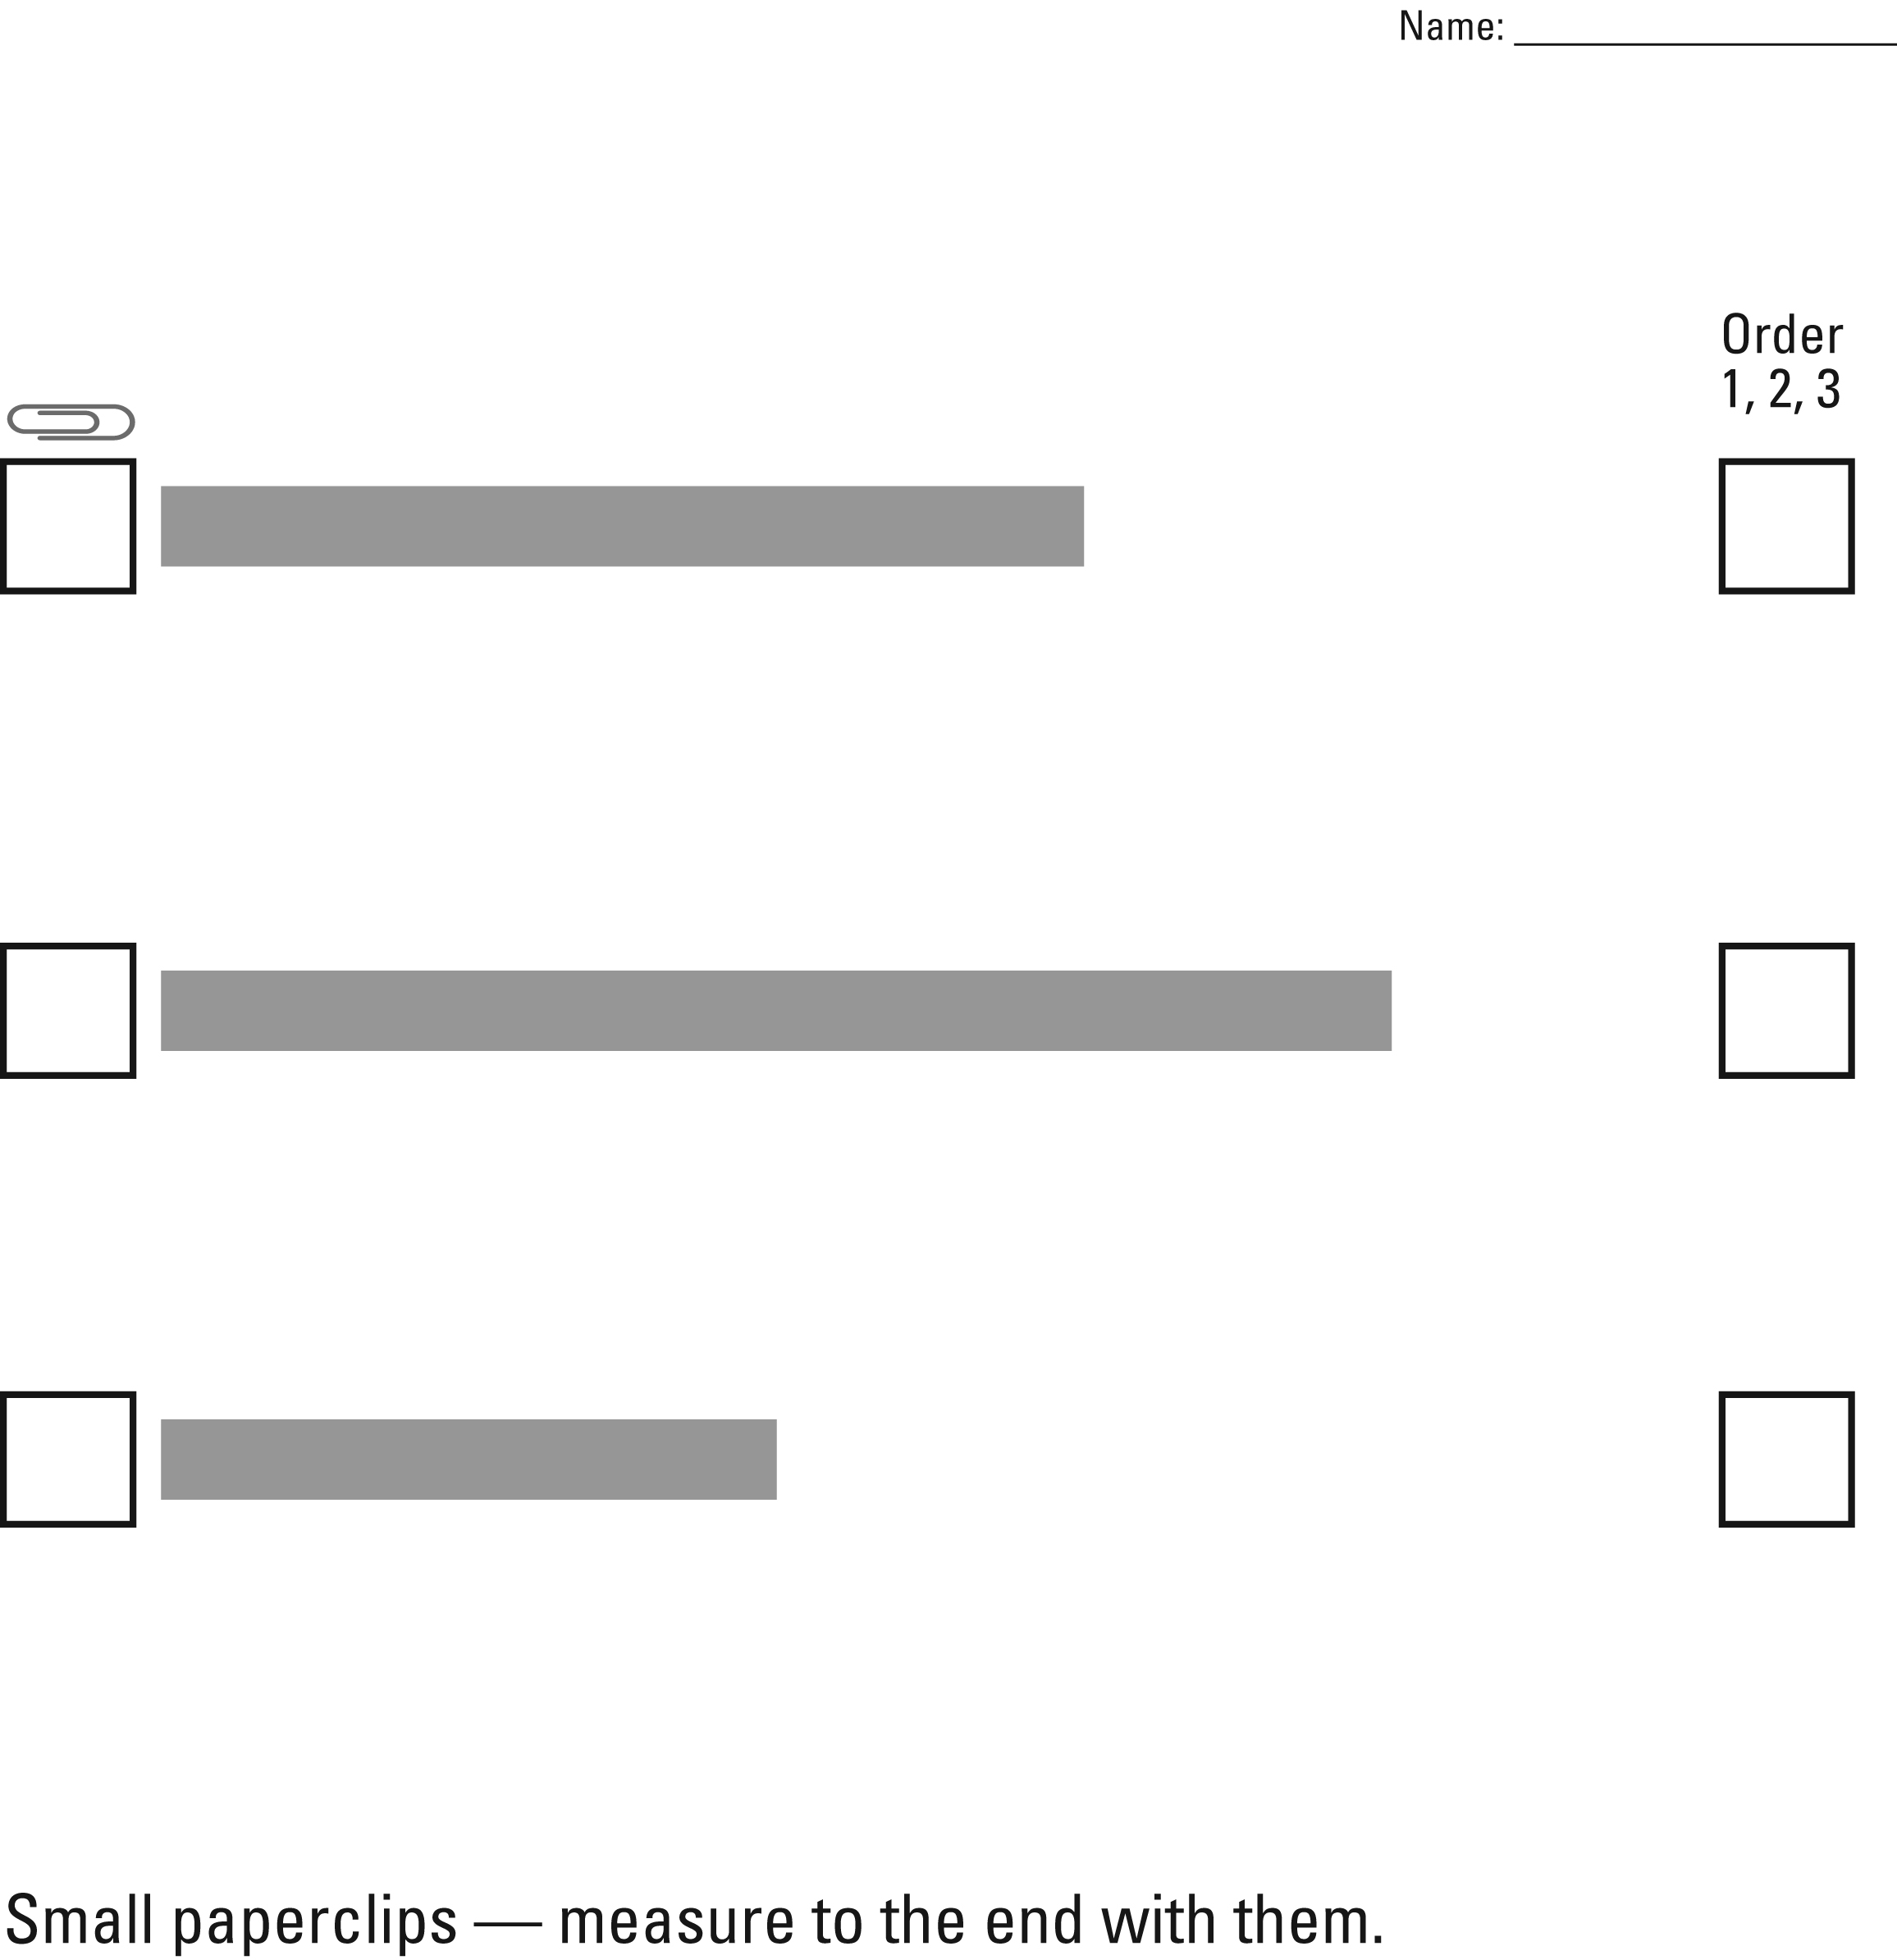 Name:
Order
1, 2, 3
Small paperclips — measure to the end with them.